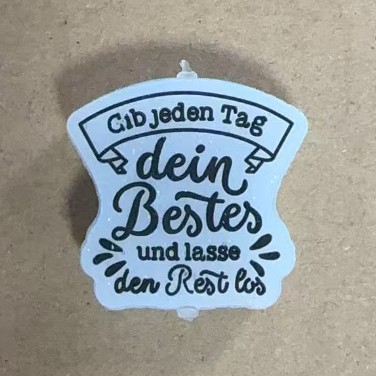 Gib jeden Tag
dein
Bestes
und lasse
den Rest los